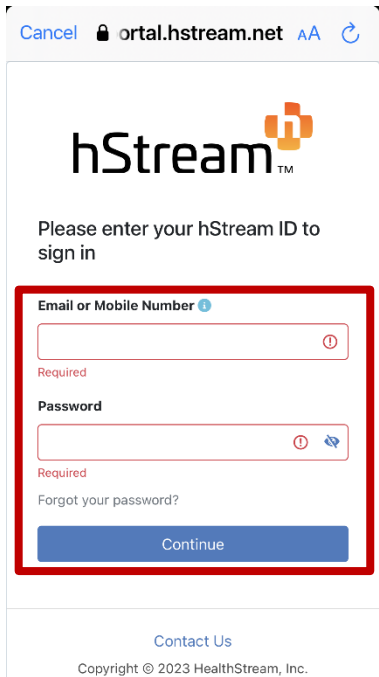 Cancel ortal.hstream.net AA
hStream™
Please enter your hStream ID to
sign in
Email or Mobile Number
Required
Password
Required
Forgot your password?
Continue
Contact Us
Copyright © 2023 HealthStream, Inc.